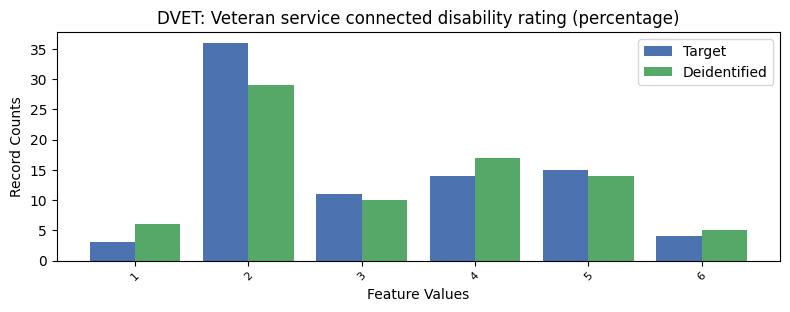 DVET: Veteran service connected disability rating (percentage)
Target
Deidentified
Record Counts
35
30
25
20
15
10
5
0
1 2 3 4 5 6
Feature Values